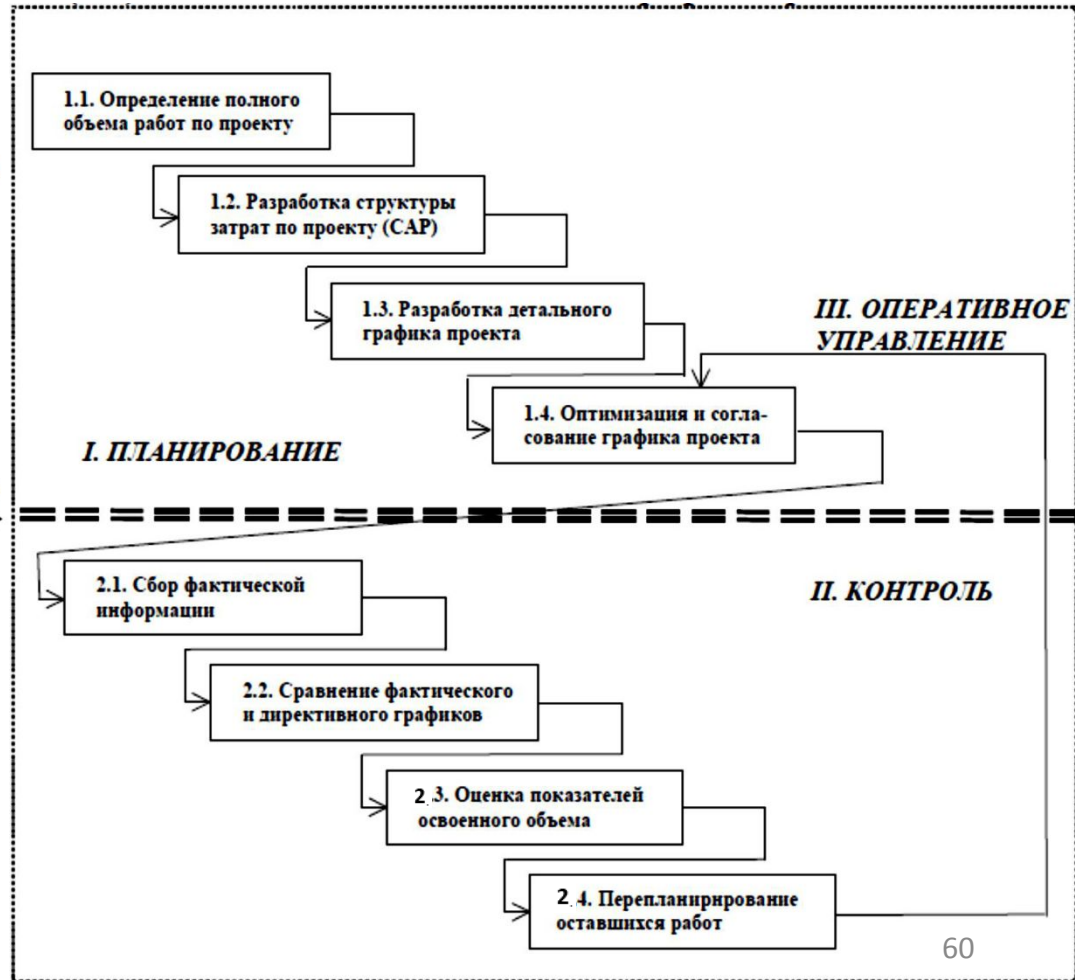 1.1. Определение полного
объема работ по проекту
1.2. Разработка структуры
затрат по проекту (САР)
1.3. Разработка детального
графика проекта
III. ОПЕРАТИВНОЕ
УПРАВЛЕНИЕ
1.4. Оптимизация и согла-
сование графика проекта
I. ПЛАНИРОВАНИЕ
2.1. Сбор фактической
информации
II. КОНТРОЛЬ
2.2. Сравнение фактического
и директивного графиков
2.3. Оценка показателей
освоенного объема
2.4. Перепланирнрование
оставшихся работ
60